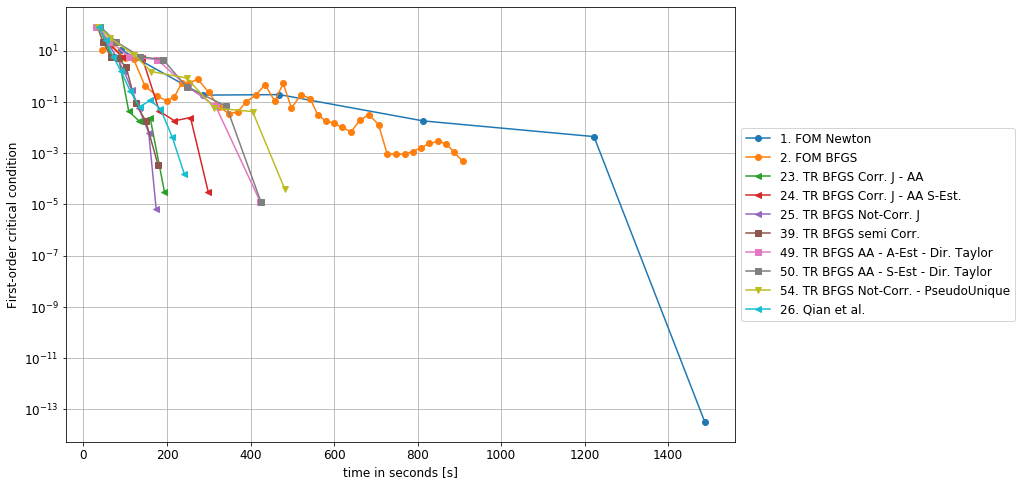 First-order critical condition
10^1
10^-1
10^-3
10^-5
10^-7
10^-9
10^-11
10^-13
0 200 400 600 800 1000 1200 1400
time in seconds [s]
1. FOM Newton
2. FOM BFGS
23. TR BFGS Corr. J - AA
24. TR BFGS Corr. J - AA S-Est.
25. TR BFGS Not-Corr. J
39. TR BFGS semi Corr.
49. TR BFGS AA - A-Est - Dir. Taylor
50. TR BFGS AA - S-Est - Dir. Taylor
54. TR BFGS Not-Corr. - PseudoUnique
26. Qian et al.